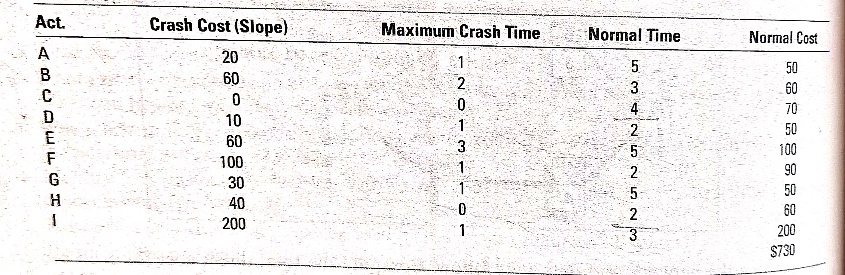 Act. Crash Cost (Slope) Maximum Crash Time Normal Time Normal Cost
A 20 1 5 50
B 60 2 3 60
C 0 0 4 70
D 10 1 2 50
E 60 3 5 100
F 100 1 2 90
G 30 1 5 50
H 40 0 2 60
I 200 1 3 200
$730